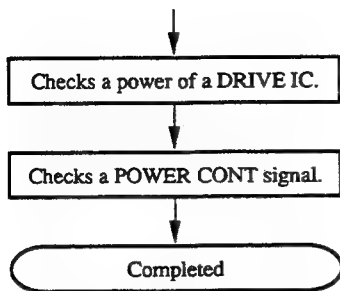 Checks a power of a DRIVE IC.
Checks a POWER CONT signal.
Completed